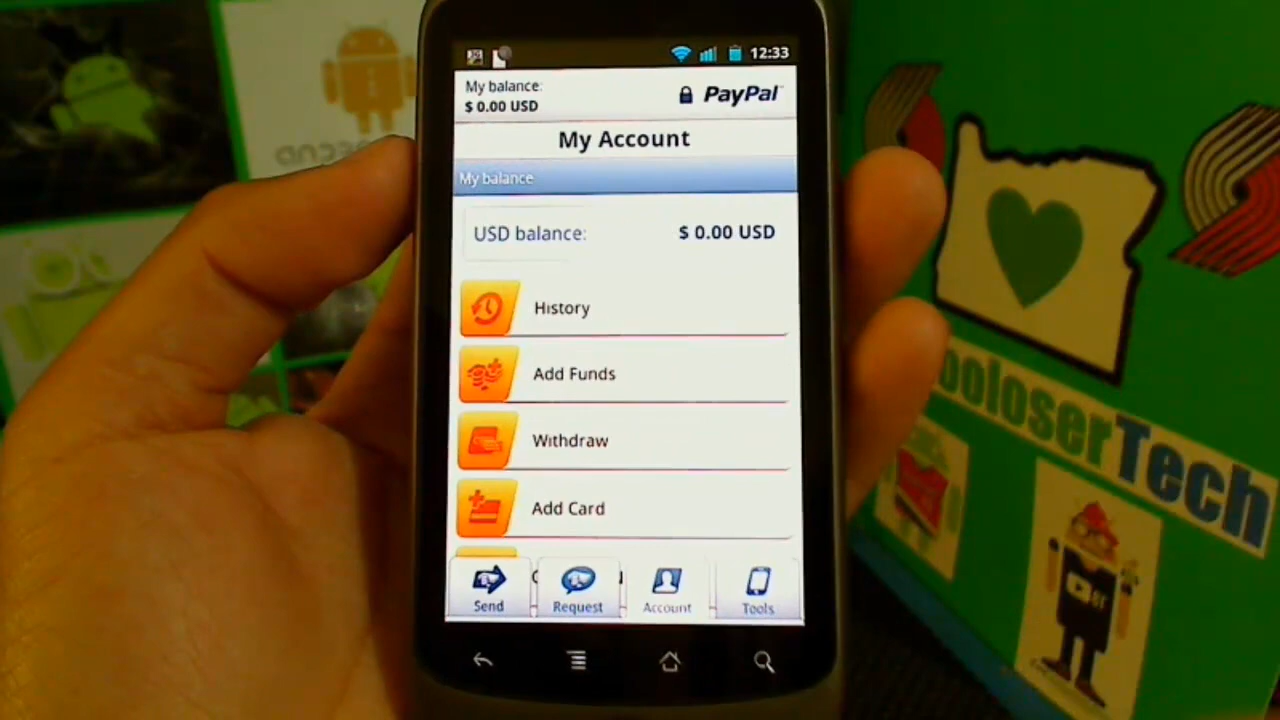 12:33
My balance:
$ 0.00 USD
PayPal
My Account
My balance
USD balance:
$ 0.00 USD
History
Add Funds
Withdraw
Add Card
Send
Request
Account
Tools
Tech